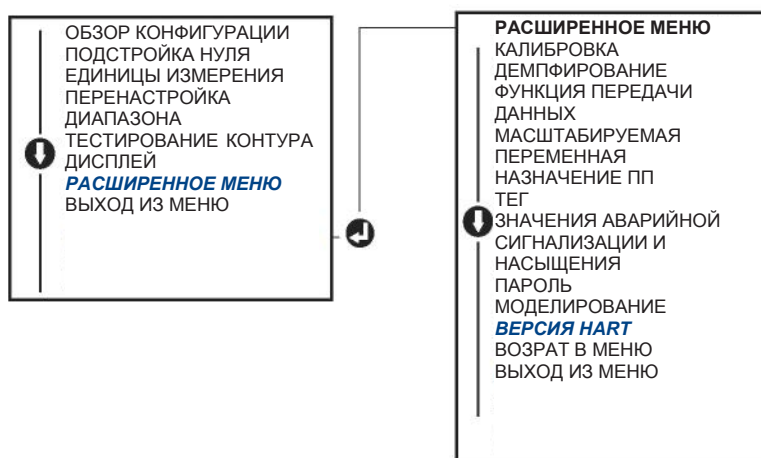 ОБЗОР КОНФИГУРАЦИИ
ПОДСТРОЙКА НУЛЯ
ЕДИНИЦЫ ИЗМЕРЕНИЯ
ПЕРЕНАСТРОЙКА
ДИАПАЗОНА
ТЕСТИРОВАНИЕ КОНТУРА
ДИСПЛЕЙ
РАСШИРЕННОЕ МЕНЮ
ВЫХОД ИЗ МЕНЮ
РАСШИРЕННОЕ МЕНЮ
КАЛИБРОВКА
ДЕМПФИРОВАНИЕ
ФУНКЦИЯ ПЕРЕДАЧИ
ДАННЫХ
МАСШТАБИРУЕМАЯ
ПЕРЕМЕННАЯ
НАЗНАЧЕНИЕ ПП
ТЕГ
ЗНАЧЕНИЯ АВАРИЙНОЙ
СИГНАЛИЗАЦИИ И
НАСЫЩЕНИЯ
ПАРОЛЬ
МОДЕЛИРОВАНИЕ
ВЕРСИЯ HART
ВОЗРАТ В МЕНЮ
ВЫХОД ИЗ МЕНЮ